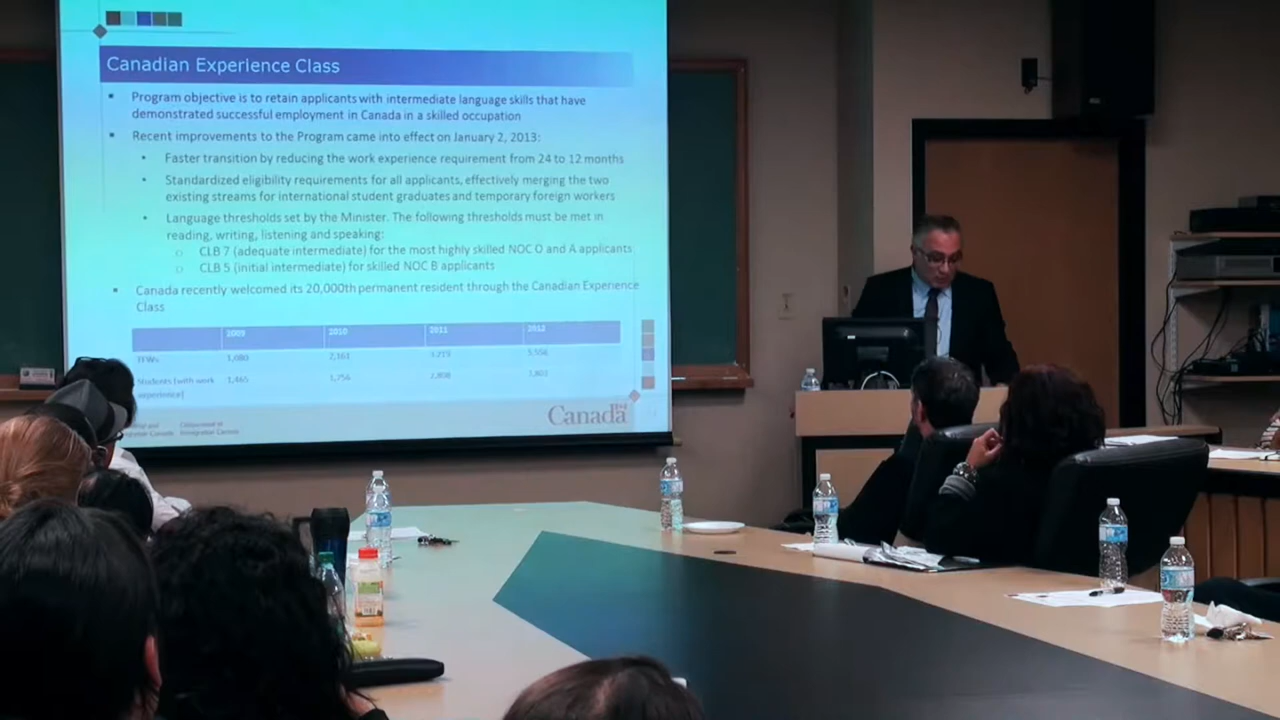 Canadian Experience Class
Program objective is to retain applicants with intermediate language skills that have
demonstrated successful employment in Canada in a skilled occupation
Recent improvements to the Program came into effect on January 2, 2013:
Faster transition by reducing the work experience requirement from 24 to 12 months
Standardized eligibility requirements for all applicants, effectively merging the two
existing streams for international student graduates and temporary foreign workers
Language thresholds set by the Minister. The following thresholds must be met in
reading, writing, listening and speaking:
CLB 7 (adequate intermediate) for the most highly skilled NOC O and A applicants
CLB 5 (initial intermediate) for skilled NOC B applicants
Canada recently welcomed its 20,000th permanent resident through the Canadian Experience
Class
2009 2010 2011 2012
TFWs
Students (with work 1,465
experience)
Canada